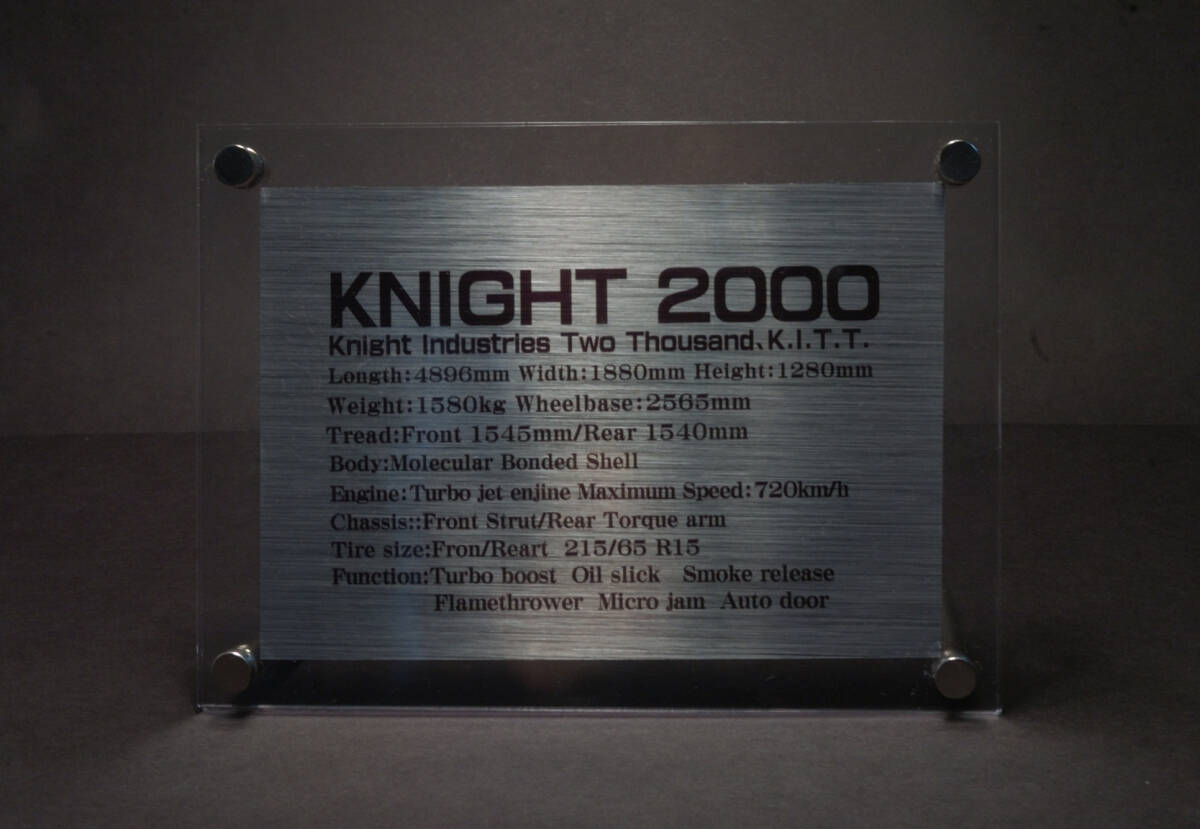 KNIGHT 2000
Knight Industries Two Thousand、K.I.T.T.
Longth:4896mm Width:1880mm Height:1280mm
Weight:1580kg Wheelbase:2565mm
Tread:Front 1545mm/Rear 1540mm
Body:Molecular Bonded Shell
Engine:Turbo jet enjine Maximum Speed:720km/h
Chassis::Front Strut/Rear Torque arm
Tire size:Fron/Reart 215/65 R15
Function:Turbo boost Oil slick Smoke release
Flamethrower Micro jam Auto door